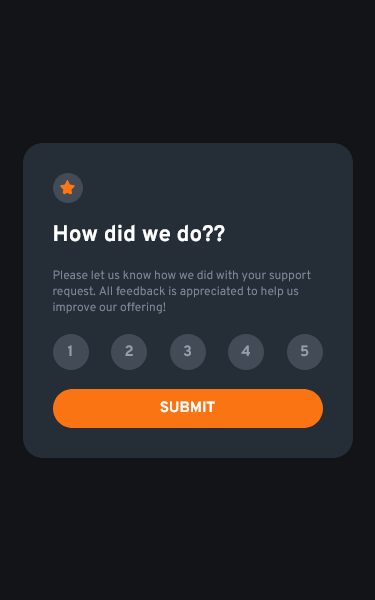 How did we do??
Please let us know how we did with your support
request. All feedback is appreciated to help us
improve our offering!
1 2 3 4 5
SUBMIT